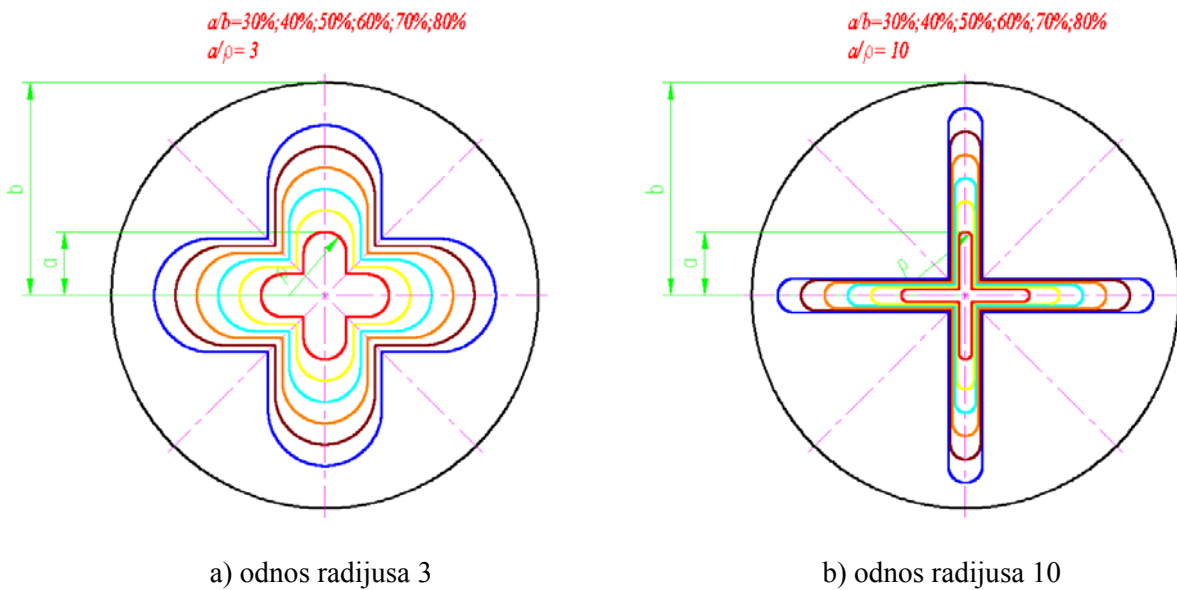 a/b=30%;40%;50%;60%;70%;80%
a/ρ= 3
b
a
ρ
a) odnos radijusa 3
a/b=30%;40%;50%;60%;70%;80%
a/ρ= 10
b
a
ρ
b) odnos radijusa 10